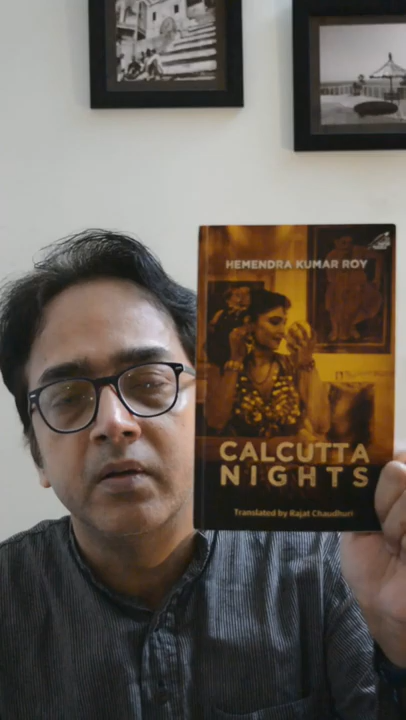 HEMENDRA KUMAR ROY
CALCUTTA
NIGHTS
Translated by Rajat Chaudhuri